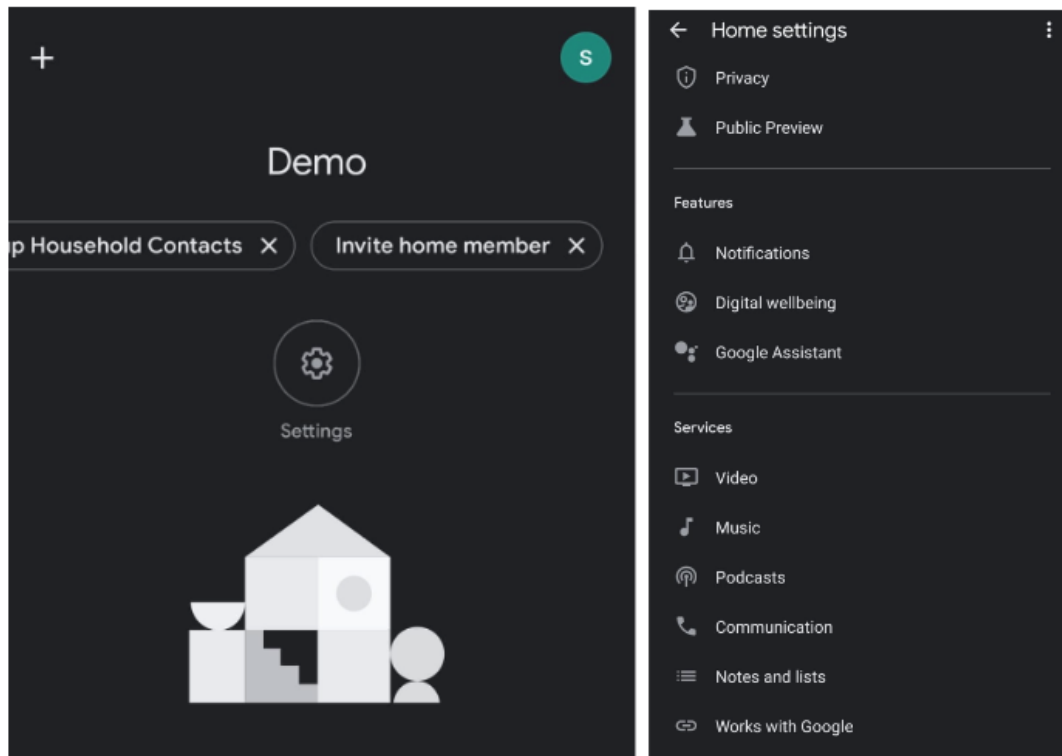 S
Demo
up Household Contacts
Invite home member
Settings
Home settings
Privacy
Public Preview
Features
Notifications
Digital wellbeing
Google Assistant
Services
Video
Music
Podcasts
Communication
Notes and lists
Works with Google